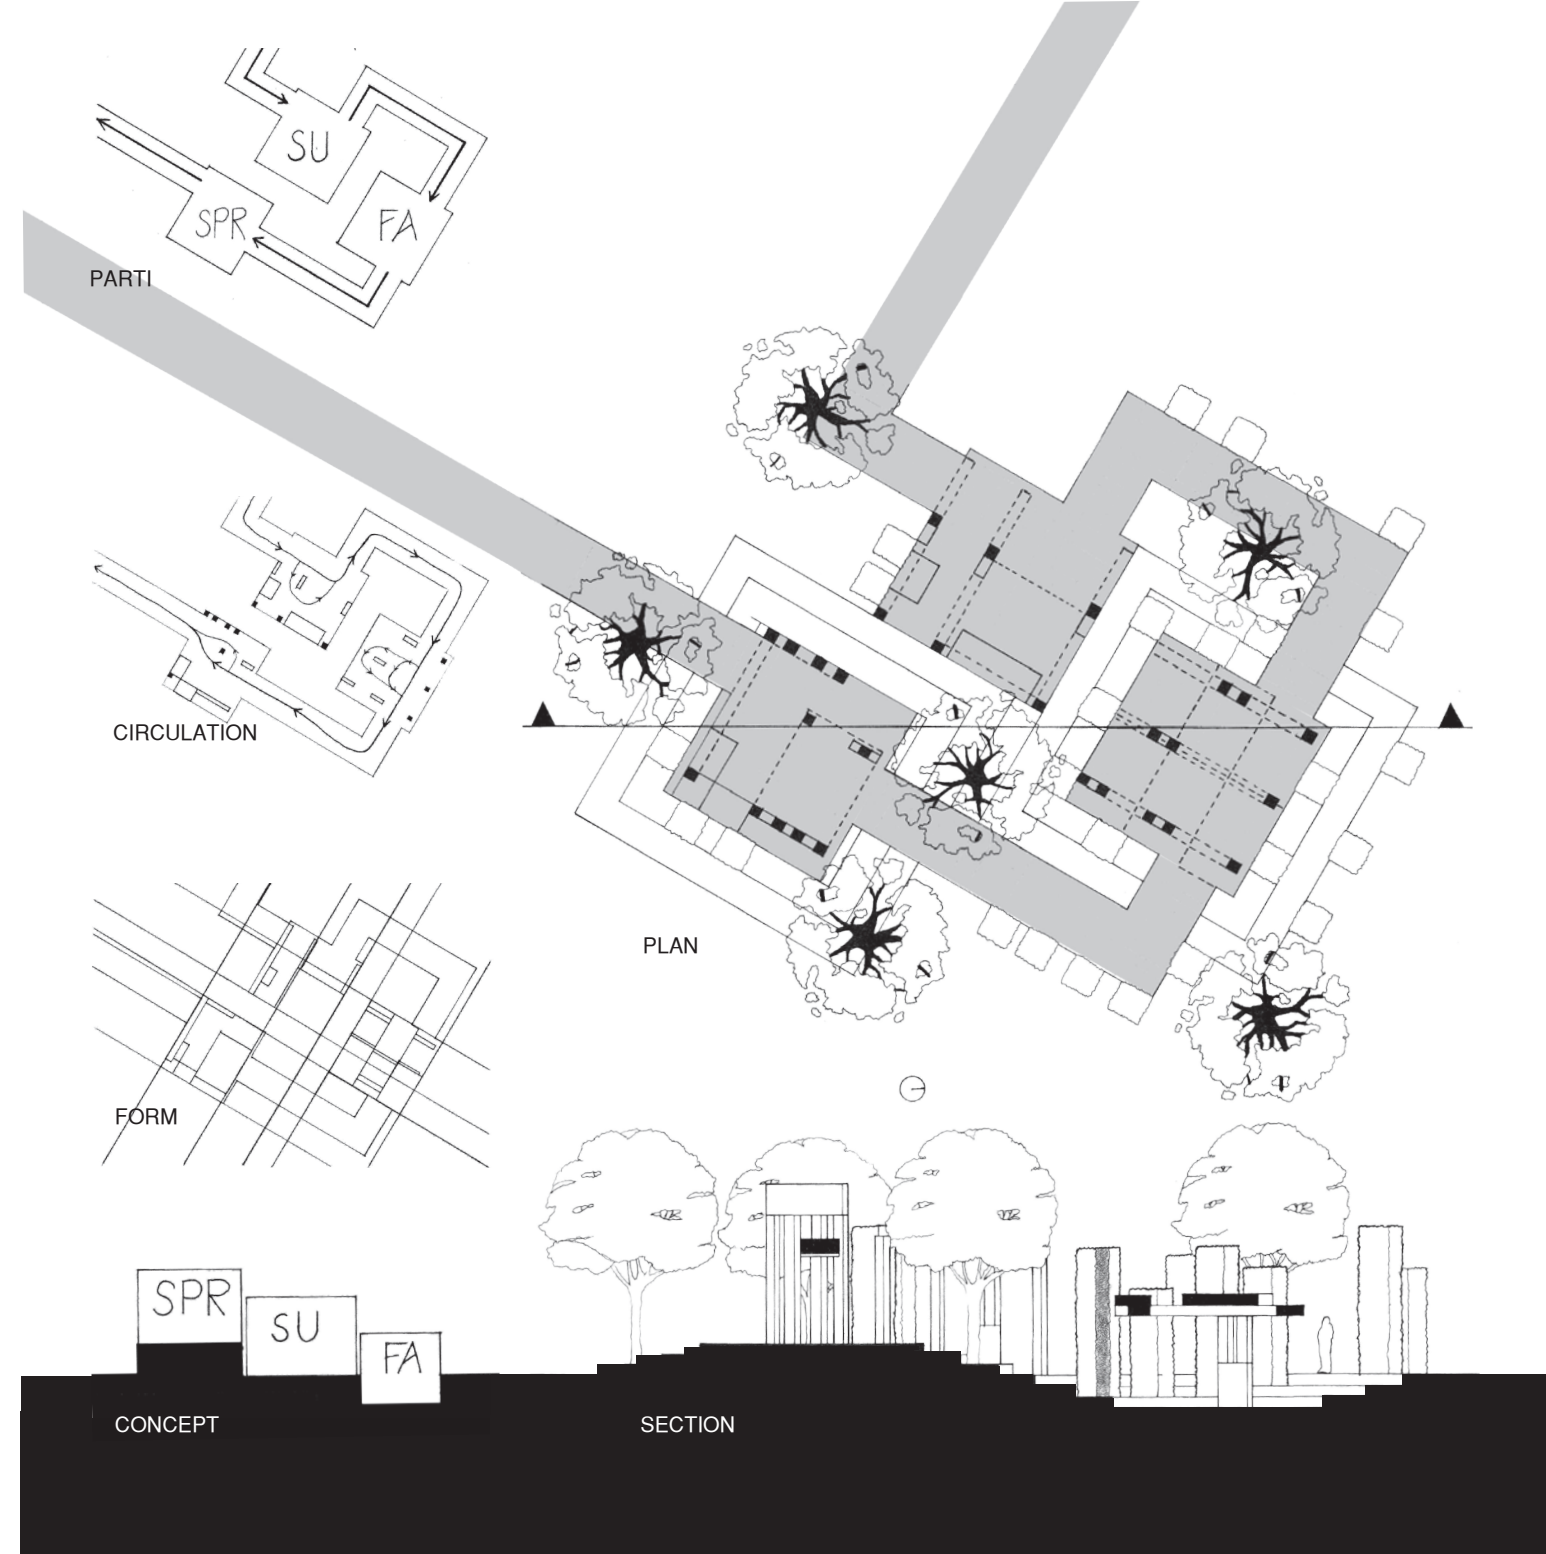 SU
SPR
FA
PARTI
CIRCULATION
PLAN
FORM
SPR
SU
FA
CONCEPT
SECTION